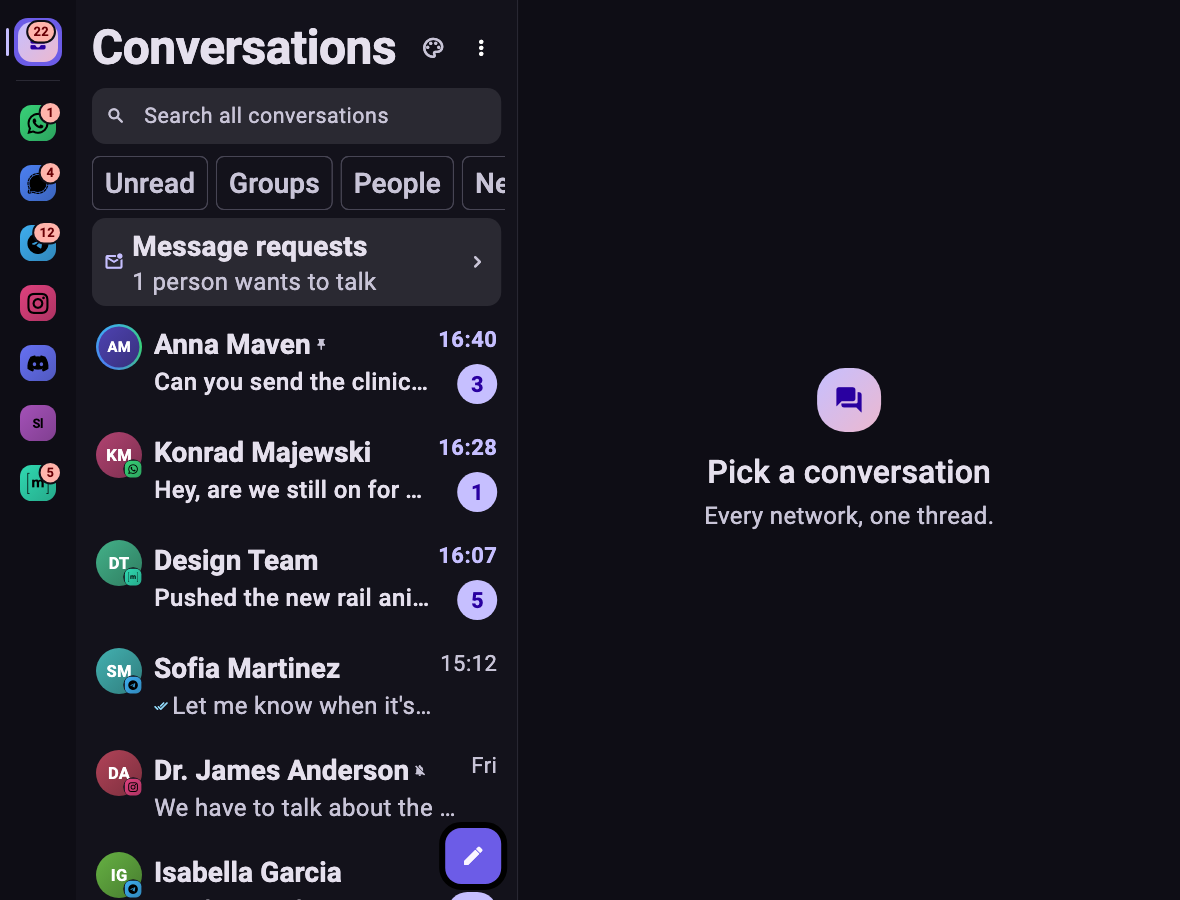 22
Conversations
Search all conversations
1
4
12
SI
5
Unread
Groups
People
Ne
Message requests
1 person wants to talk
AM
Anna Maven
16:40
Can you send the clinic…
3
KM
Konrad Majewski
16:28
Hey, are we still on for …
1
DT
[m]
Design Team
16:07
Pushed the new rail ani…
5
SM
Sofia Martinez
15:12
Let me know when it's…
DA
Dr. James Anderson
Fri
We have to talk about the …
IG
Isabella Garcia
Pick a conversation
Every network, one thread.